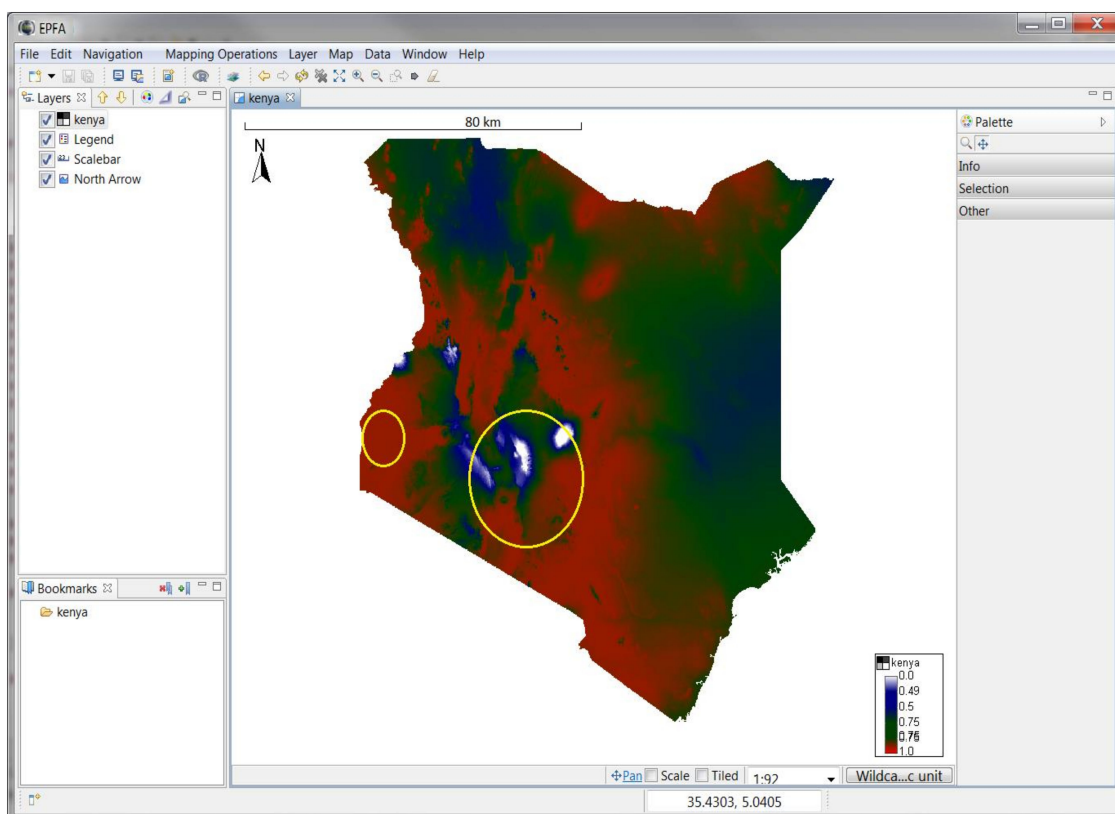 EPFA
File Edit Navigation Mapping Operations Layer Map Data Window Help
Layers
kenya
Legend
Scalebar
North Arrow
Bookmarks
kenya
kenya
80 km
N
kenya
0.0
0.49
0.5
0.75
0.76
1.0
Palette
Info
Selection
Other
Pan Scale Tiled 1:92 Wildca...c unit
35.4303, 5.0405